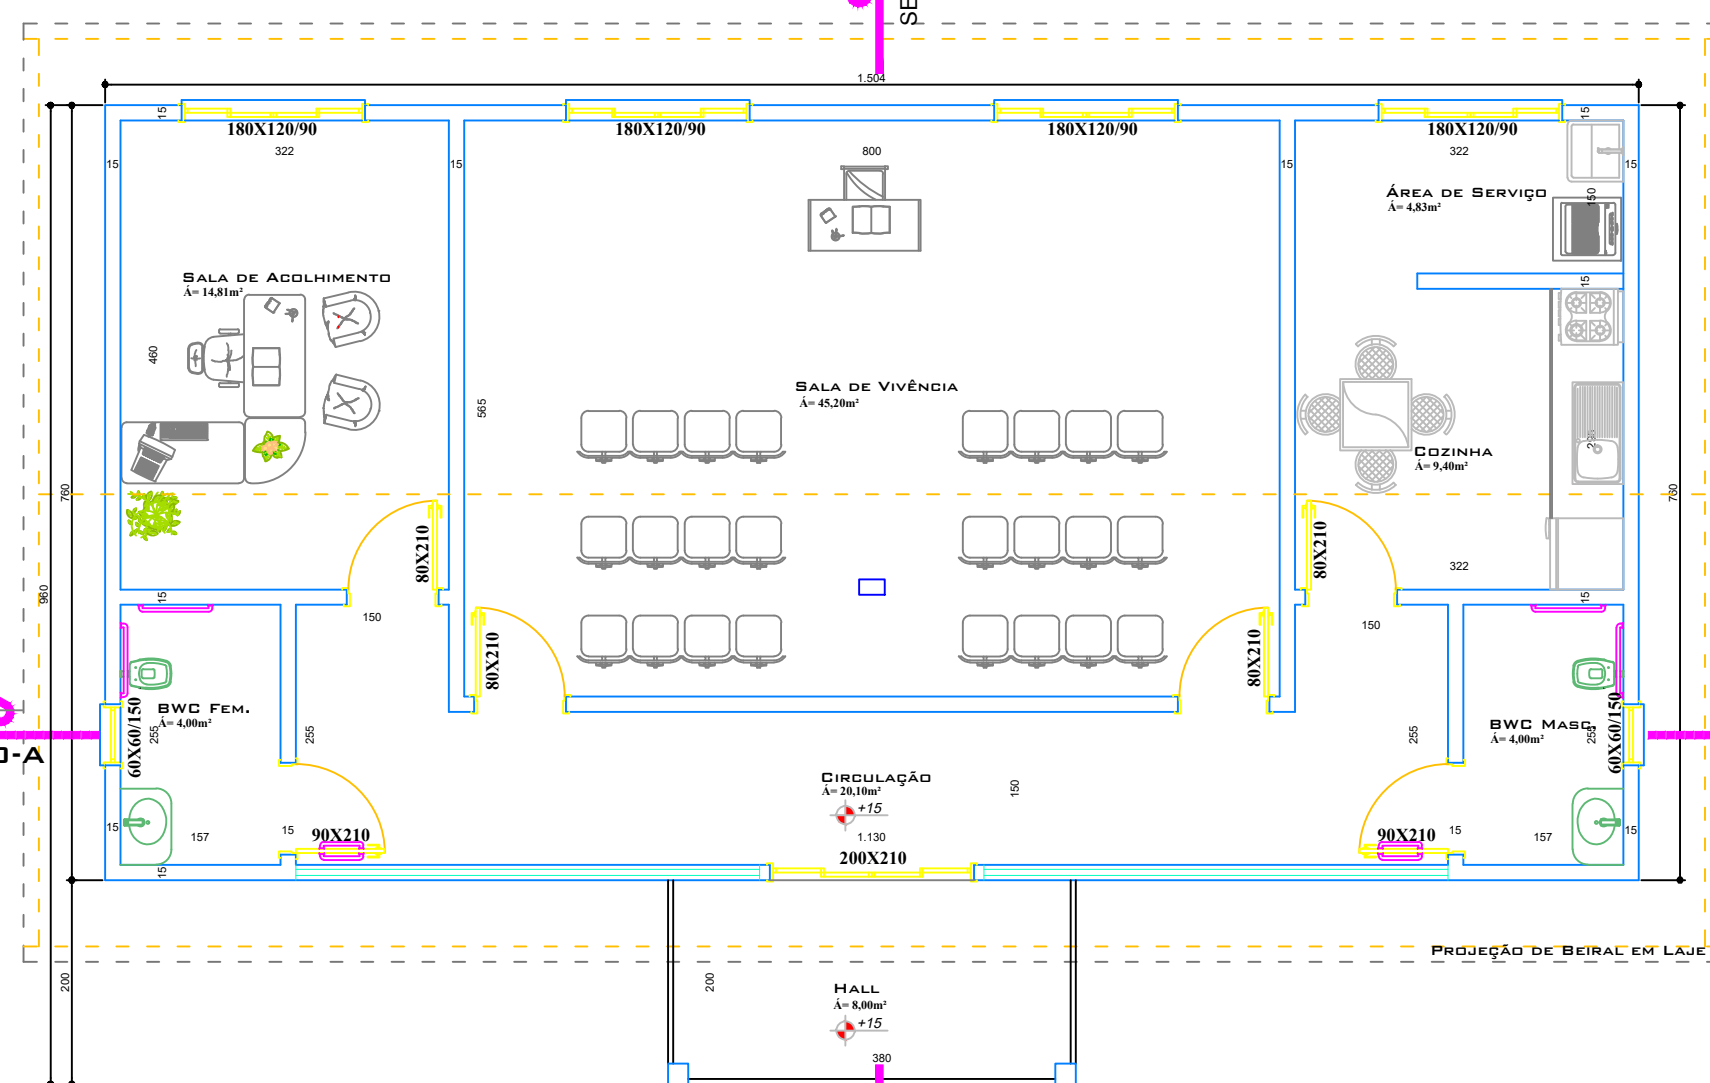 SE
1.504
15
15
180X120/90
180X120/90
180X120/90
180X120/90
322
800
322
15
15
15
15
ÁREA DE SERVIÇO
Á= 4,83m²
150
SALA DE ACOLHIMENTO
Á= 14,81m²
15
460
SALA DE VIVÊNCIA
Á= 45,20m²
565
COZINHA
Á= 9,40m²
760
760
80X210
80X210
322
960
15
15
150
150
80X210
80X210
BWC FEM.
Á= 4,00m²
60X60/150
255
255
255
BWC MASC.
Á= 4,00m²
255
60X60/150
O-A
CIRCULAÇÃO
Á= 20,10m²
+15
150
15
157
15
90X210
1.130
90X210
15
157
15
200X210
15
PROJEÇÃO DE BEIRAL EM LAJE
200
200
HALL
Á= 8,00m²
+15
380